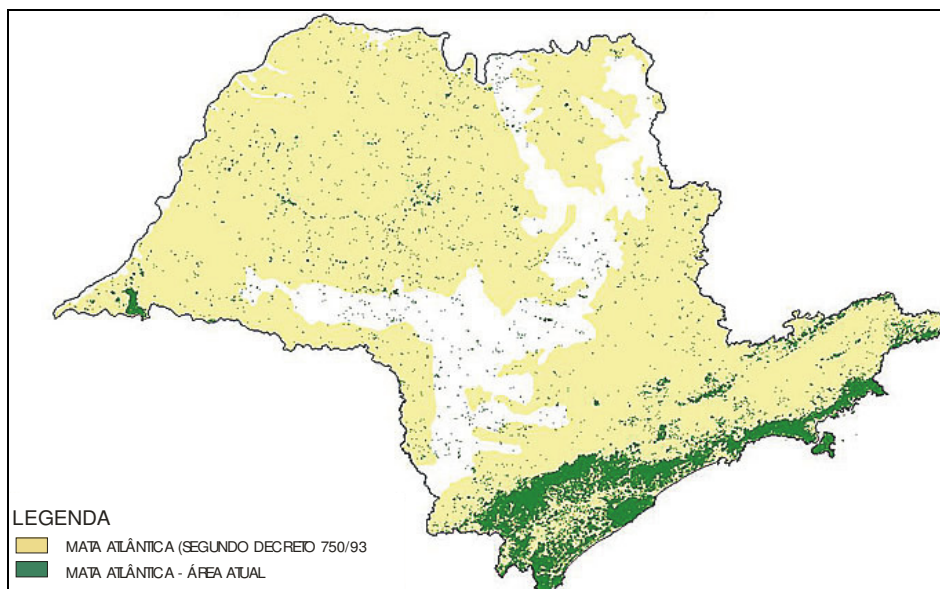 LEGENDA
MATA ATLÂNTICA (SEGUNDO DECRETO 750/93
MATA ATLÂNTICA - ÁREA ATUAL